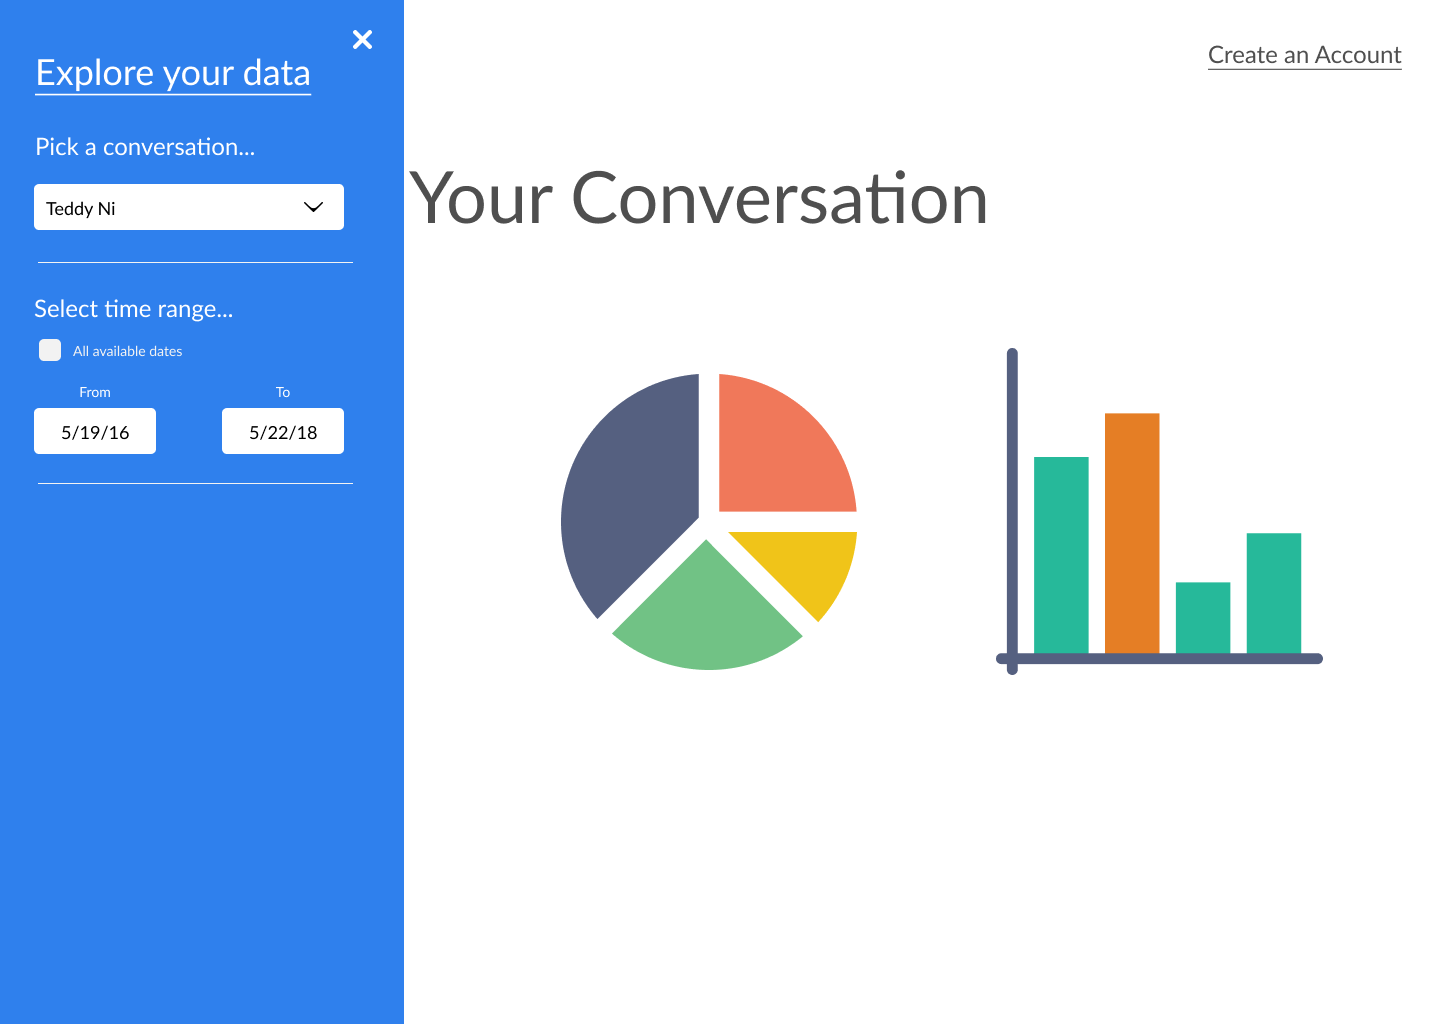 Explore your data
Pick a conversation...
Teddy Ni
Select time range...
All available dates
From To
5/19/16 5/22/18
Create an Account
Your Conversation